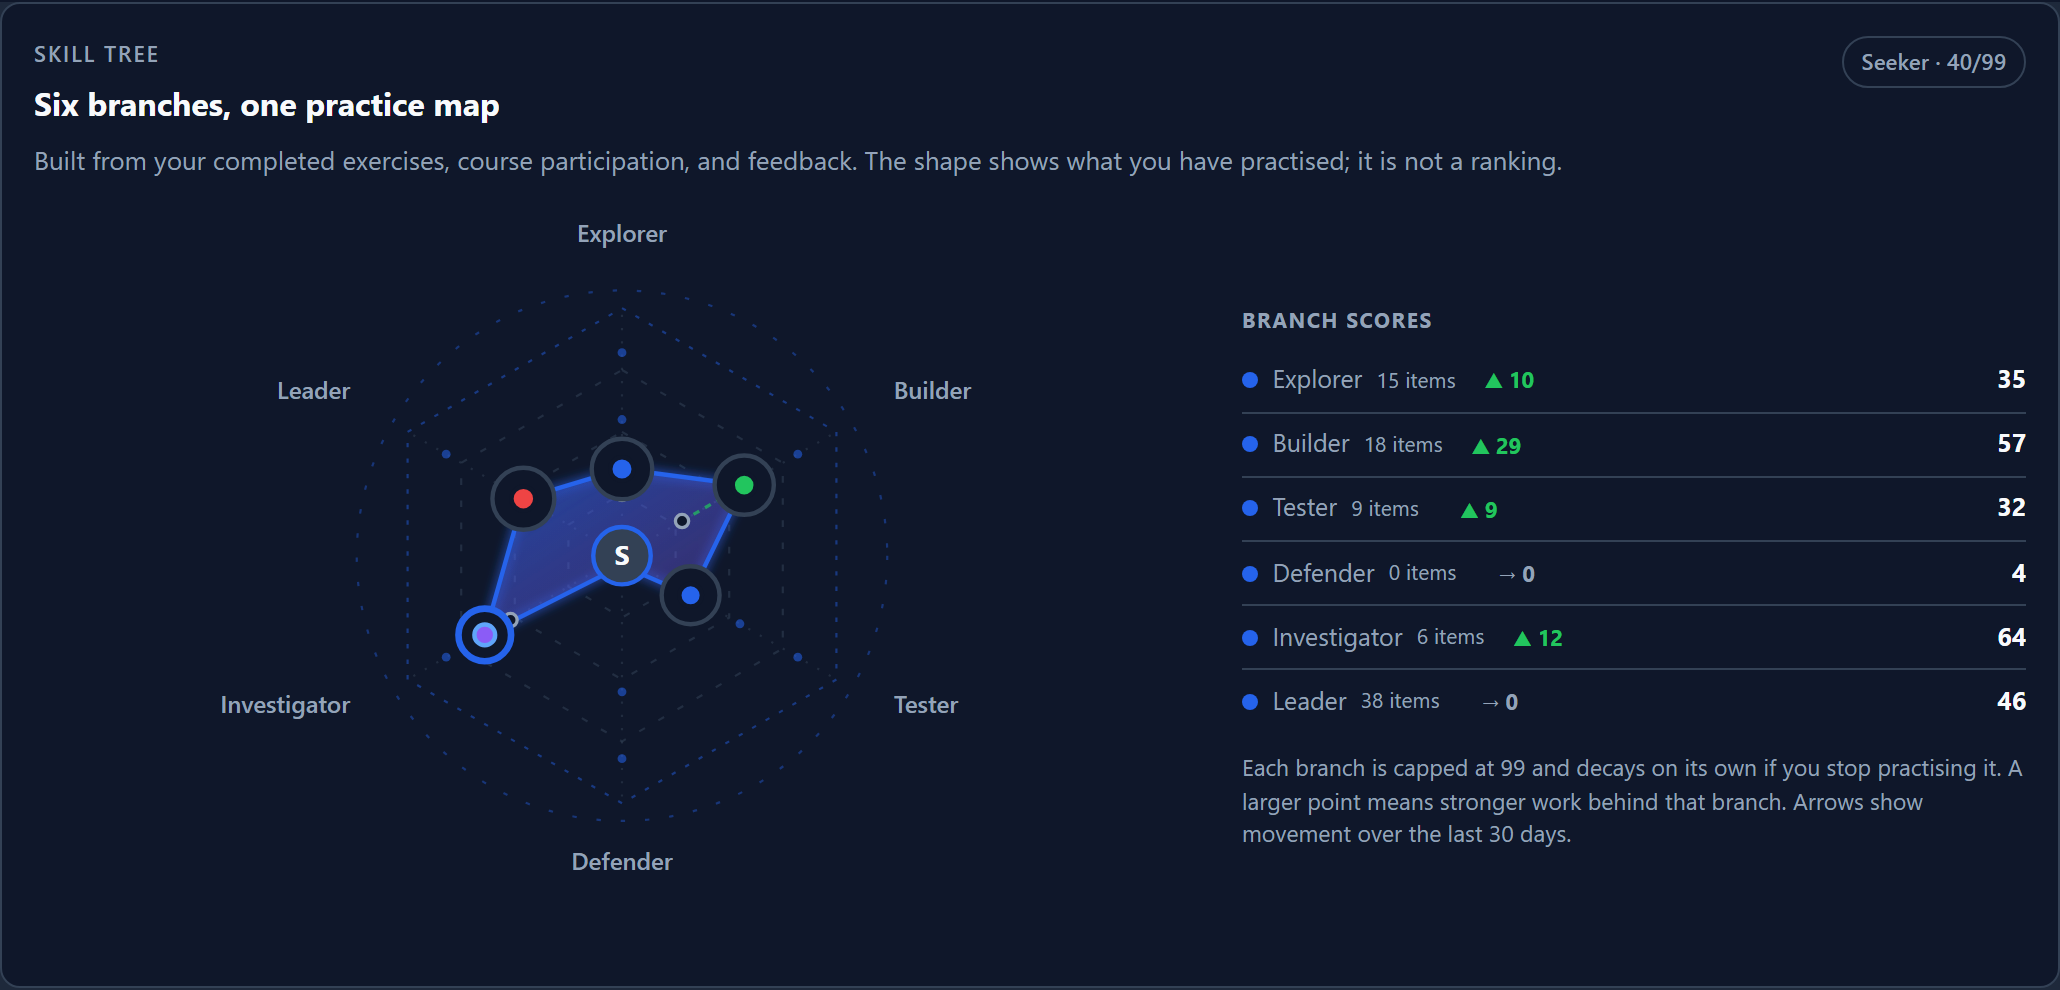 SKILL TREE
Seeker · 40/99
Six branches, one practice map
Built from your completed exercises, course participation, and feedback. The shape shows what you have practised; it is not a ranking.
Explorer
Leader
Builder
S
Investigator
Tester
Defender
BRANCH SCORES
Explorer 15 items ▲ 10 35
Builder 18 items ▲ 29 57
Tester 9 items ▲ 9 32
Defender 0 items → 0 4
Investigator 6 items ▲ 12 64
Leader 38 items → 0 46
Each branch is capped at 99 and decays on its own if you stop practising it. A
larger point means stronger work behind that branch. Arrows show
movement over the last 30 days.